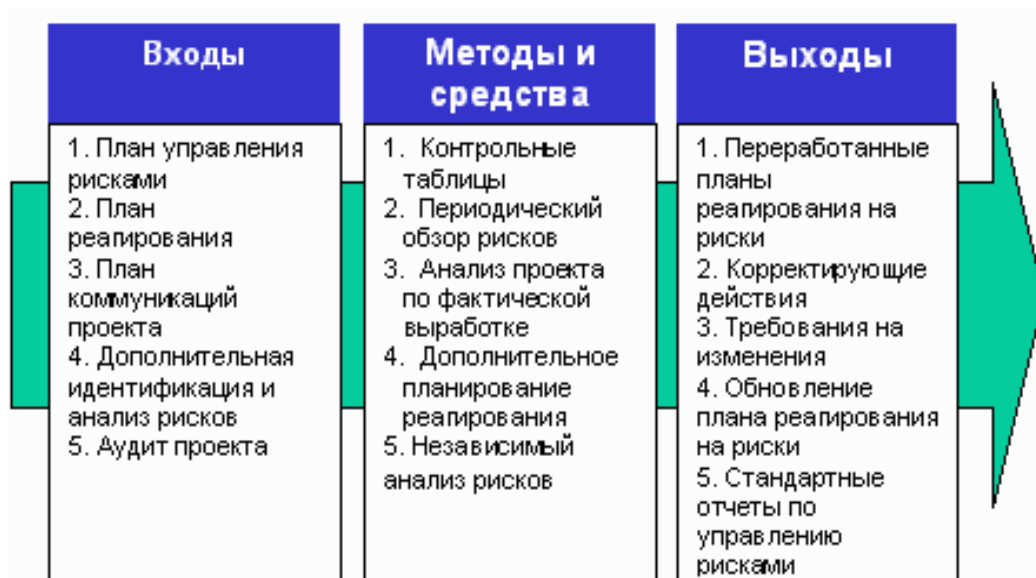 Входы
1. План управления
рисками
2. План
реагирования
3. План
коммуникаций
проекта
4. Дополнительная
идентификация и
анализ рисков
5. Аудит проекта
Методы и
средства
1. Контрольные
таблицы
2. Периодический
обзор рисков
3. Анализ проекта
по фактической
выработке
4. Дополнительное
планирование
реагирования
5. Независимый
анализ рисков
Выходы
1. Переработанные
планы
реагирования на
риски
2. Корректирующие
действия
3. Требования на
изменения
4. Обновление
плана реагирования
на риски
5. Стандартные
отчеты по
управлению
рисками